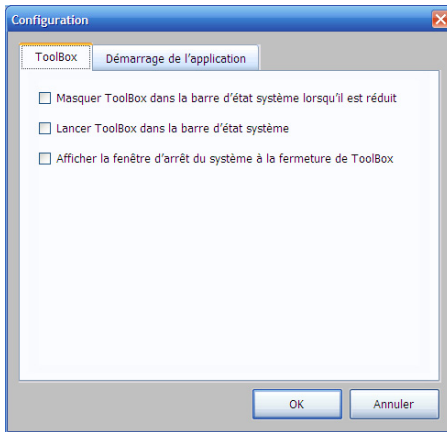 Configuration
ToolBox
Démarrage de l'application
Masquer ToolBox dans la barre d'état système lorsqu'il est réduit
Lancer ToolBox dans la barre d'état système
Afficher la fenêtre d'arrêt du système à la fermeture de ToolBox
OK
Annuler